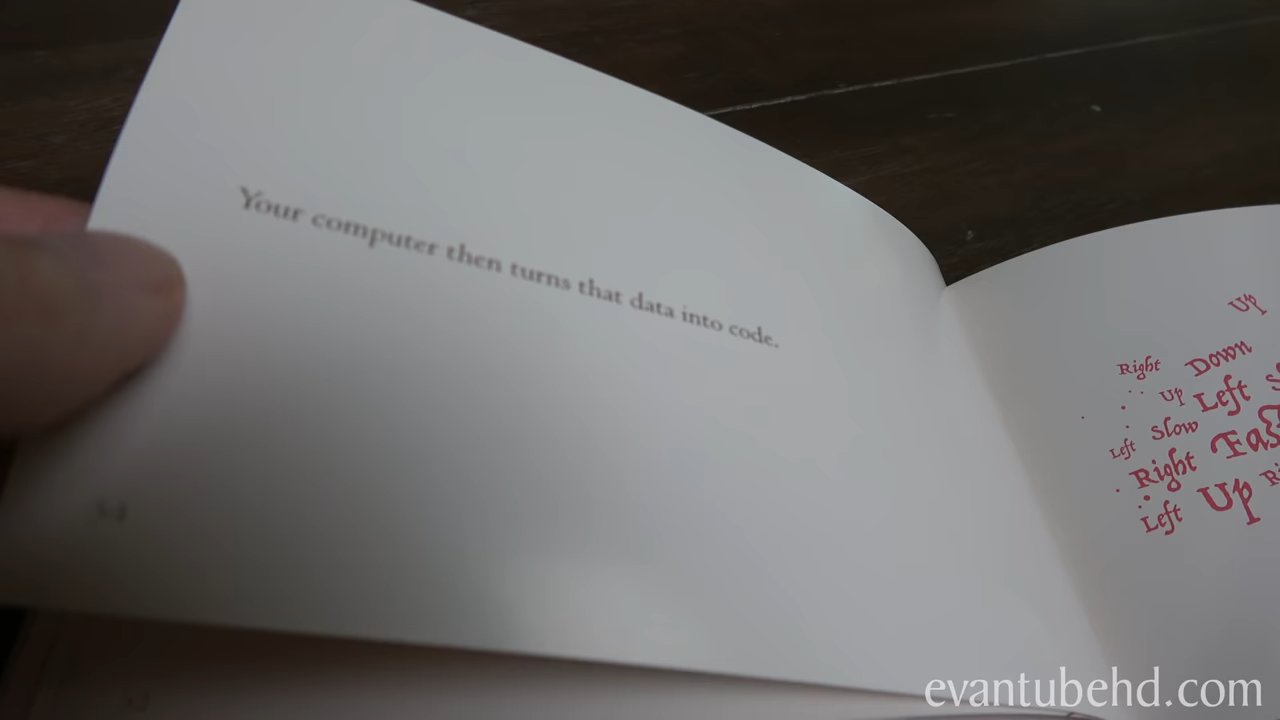 Your computer then turns that data into code.
Up
Right Down
Up Left
Left Slow
Right
Left Up
evantubehd.com